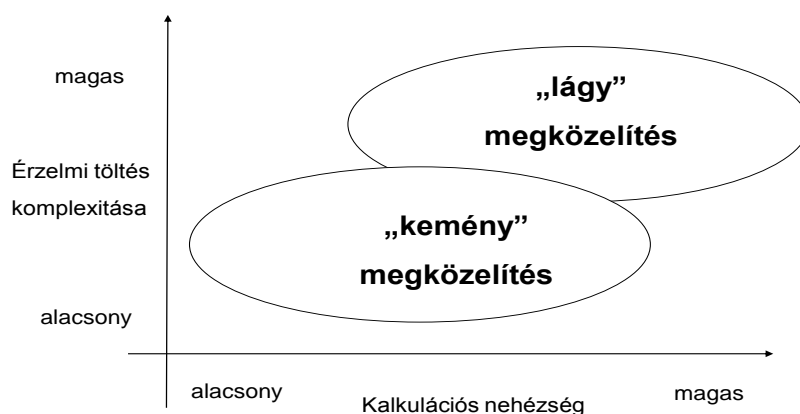 magas
„lágy”
megközelítés
Érzelmi töltés
komplexitása
„kemény”
megközelítés
alacsony
alacsony
Kalkulációs nehézség
magas